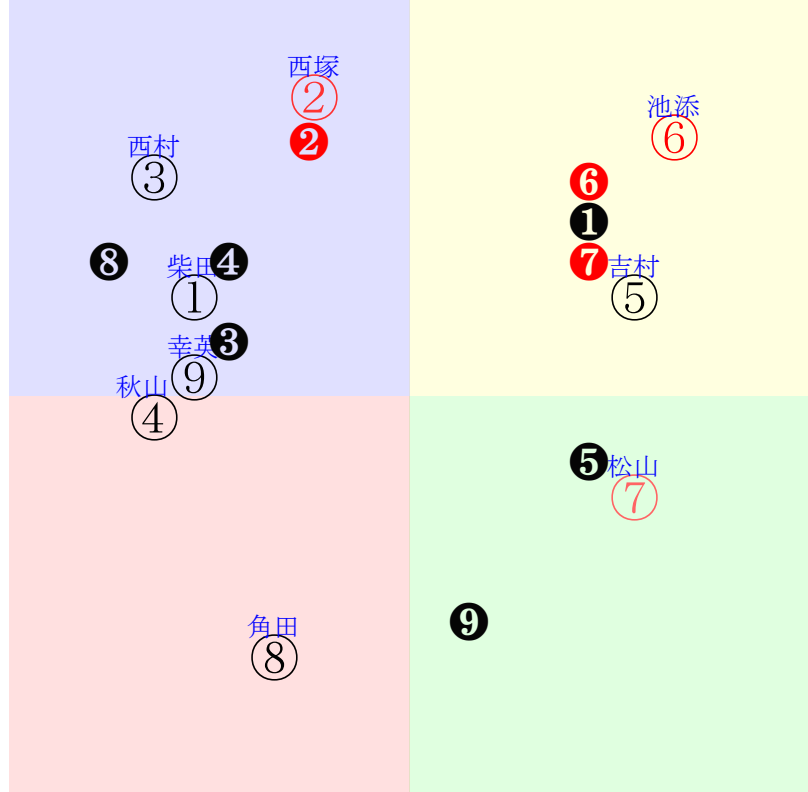 西塚
②
❷
池添
⑥
西村
③
❻
❶
❽
柴田
❹
①
❼
吉村
⑤
幸英
❸
⑨
秋山
④
❺
松山
⑦
角田
⑧
❾